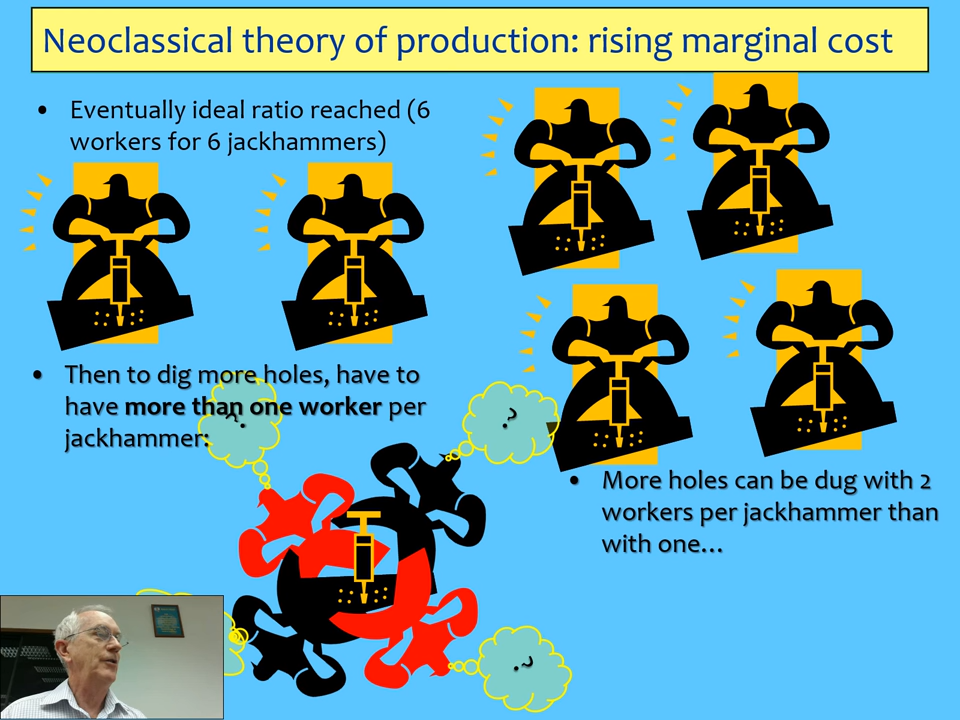 Neoclassical theory of production: rising marginal cost
• Eventually ideal ratio reached (6
workers for 6 jackhammers)
• Then to dig more holes, have to
have more than one worker per
jackhammer:
?
?
• More holes can be dug with 2
workers per jackhammer than
with one…
?